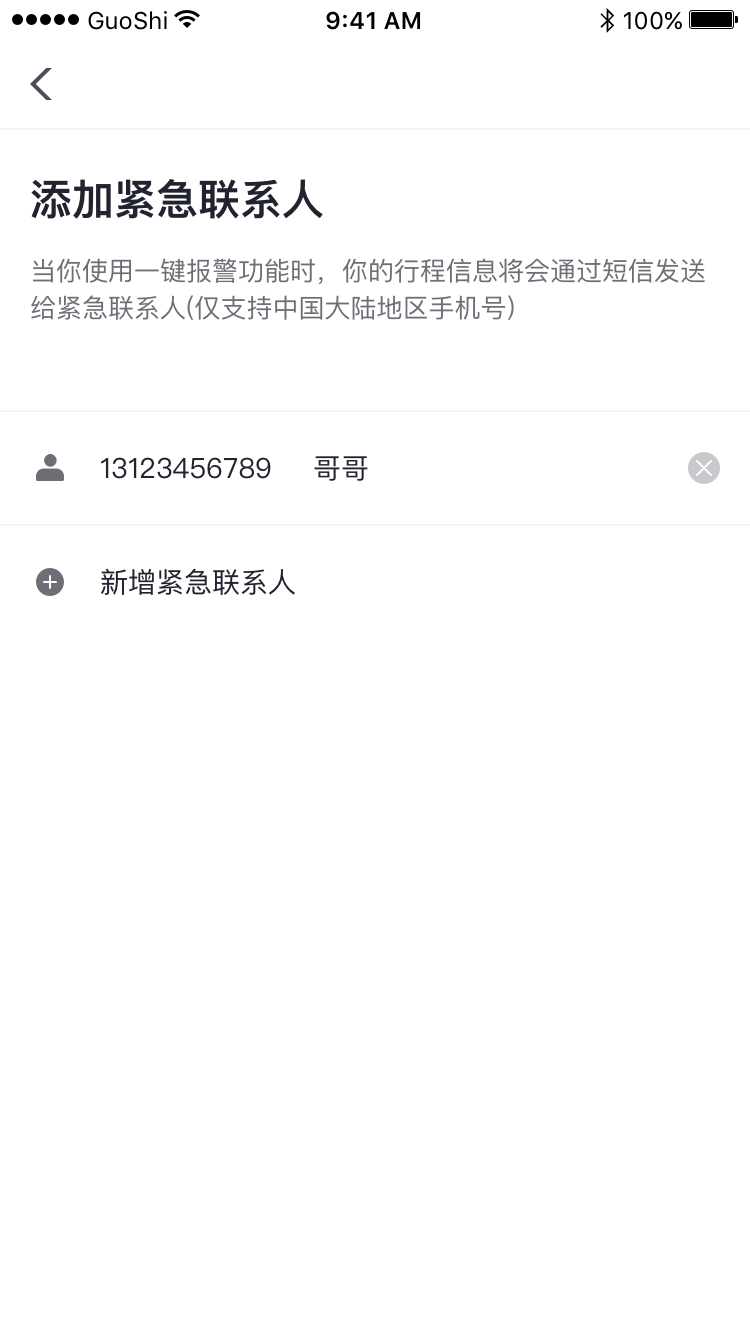 GuoShi 9:41 AM 100%
添加紧急联系人
当你使用一键报警功能时，你的行程信息将会通过短信发送
给紧急联系人(仅支持中国大陆地区手机号)
13123456789 哥哥
新增紧急联系人